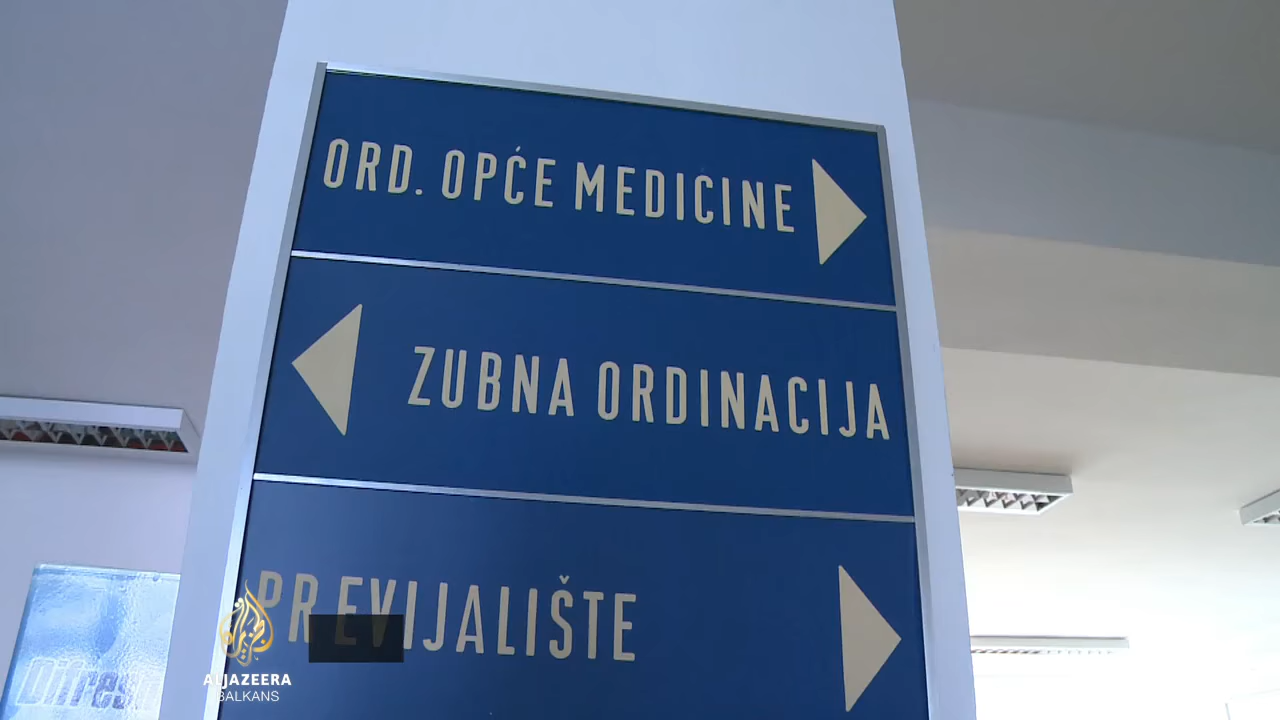 ORD. OPĆE MEDICINE
ZUBNA ORDINACIJA
PREVIJALIŠTE
ALJAZEERA
BALKANS